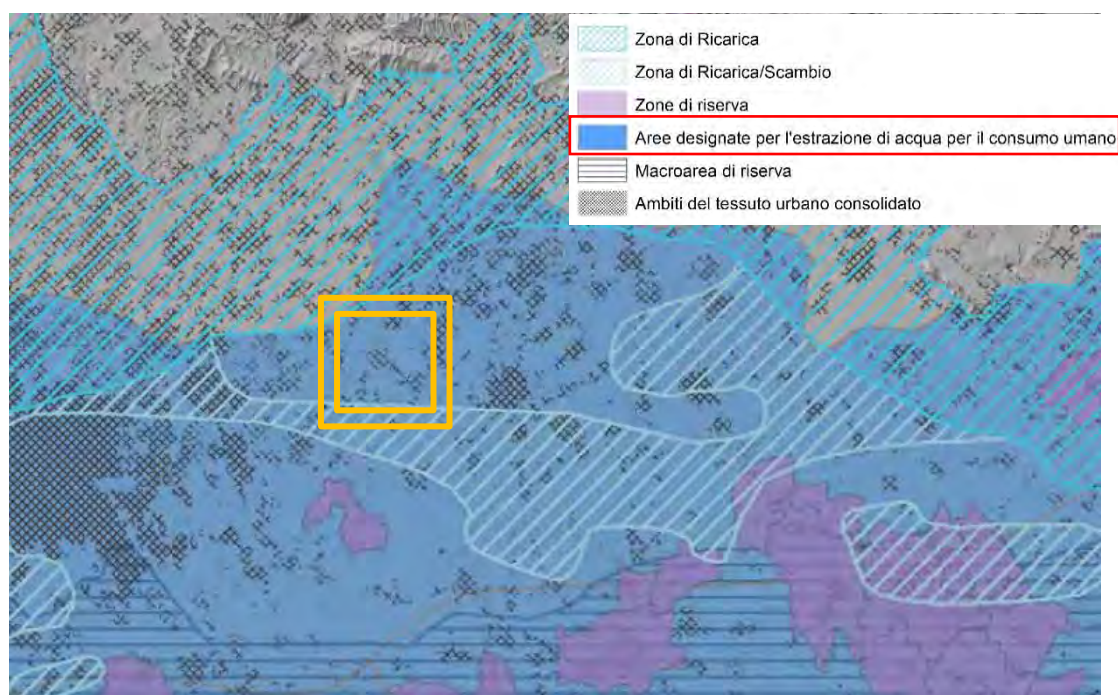 Zona di Ricarica
Zona di Ricarica/Scambio
Zone di riserva
Aree designate per l'estrazione di acqua per il consumo umano
Macroarea di riserva
Ambiti del tessuto urbano consolidato